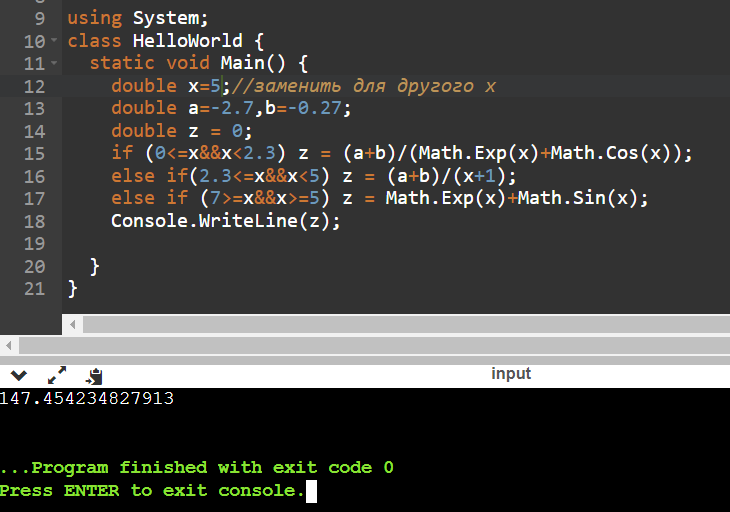 9 using System;
10 class HelloWorld {
11 static void Main() {
12 double x=5;//заменить для другого x
13 double a=-2.7,b=-0.27;
14 double z = 0;
15 if (0<=x&&x<2.3) z = (a+b)/(Math.Exp(x)+Math.Cos(x));
16 else if(2.3<=x&&x<5) z = (a+b)/(x+1);
17 else if (7>=x&&x>=5) z = Math.Exp(x)+Math.Sin(x);
18 Console.WriteLine(z);
19
20 }
21 }
input
147.454234827913
...Program finished with exit code 0
Press ENTER to exit console.